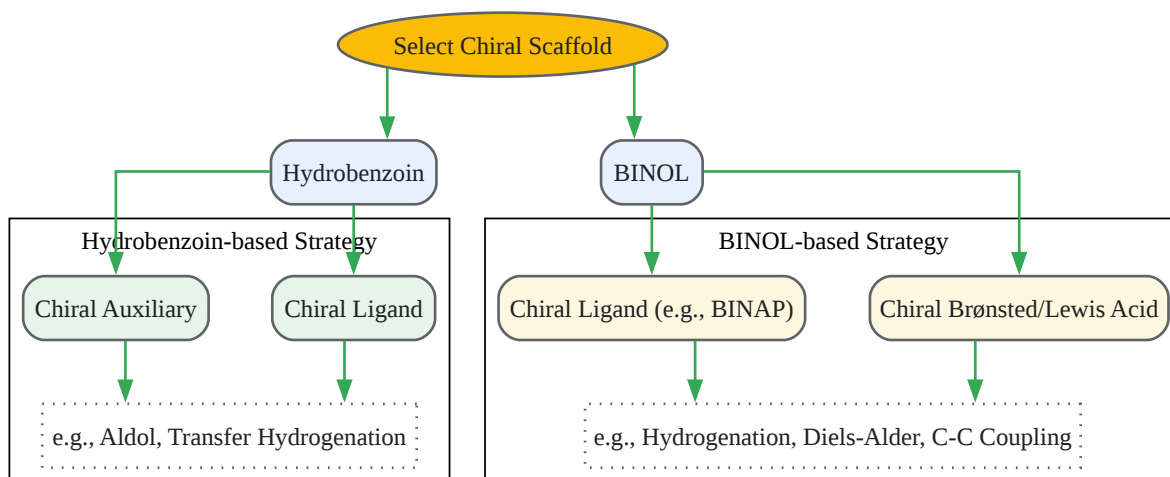 Select Chiral Scaffold
Hydrobenzoin
BINOL
Hydrobenzoin-based Strategy
BINOL-based Strategy
Chiral Auxiliary
Chiral Ligand
Chiral Ligand (e.g., BINAP)
Chiral Brønsted/Lewis Acid
e.g., Aldol, Transfer Hydrogenation
e.g., Hydrogenation, Diels-Alder, C-C Coupling